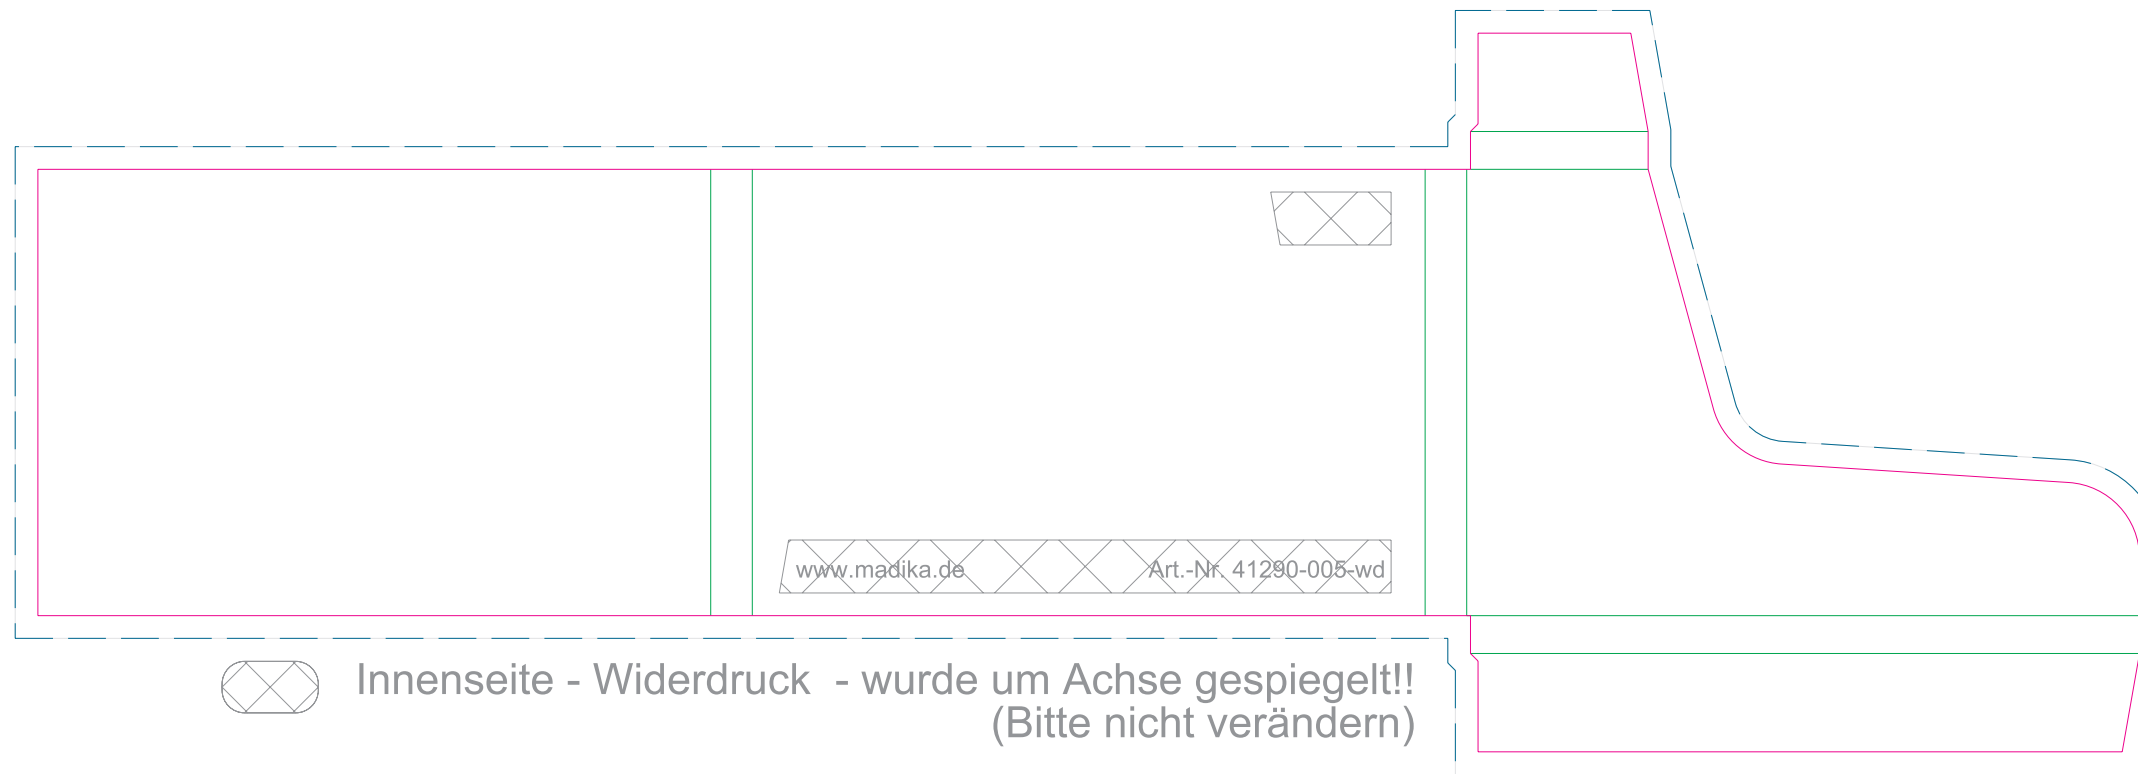 www.madika.de Art.-Nr. 41290-005-wd
Innenseite - Widerdruck - wurde um Achse gespiegelt!!
(Bitte nicht verändern)